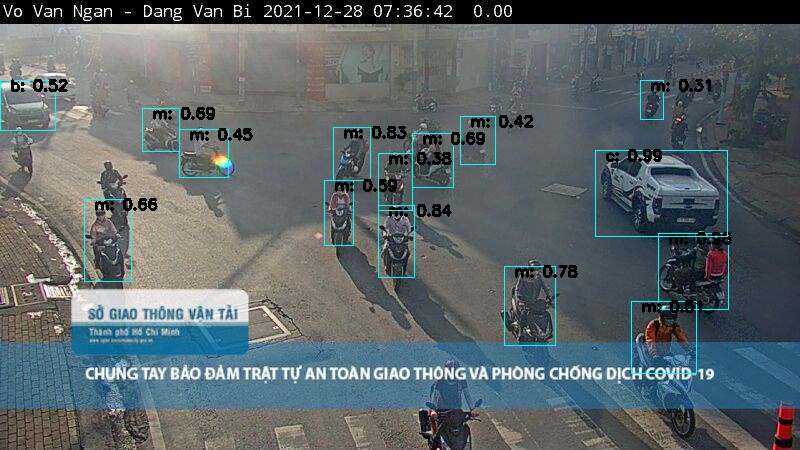 Vo Van Ngan - Dang Van Bi 2021-12-28 07:36:42 0.00
b: 0.52
m: 0.31
m: 0.69
m: 0.42
m: 0.45
m: 0.83
m: 0.69
m: 0.38
c: 0.99
m: 0.59
m: 0.66
m: 0.84
m: 0.78
SỞ GIAO THÔNG VẬN TẢI
Thành phố Hồ Chí Minh
CHUNG TAY BẢO ĐẢM TRẬT TỰ AN TOÀN GIAO THÔNG VÀ PHÒNG CHỐNG DỊCH COVID-19